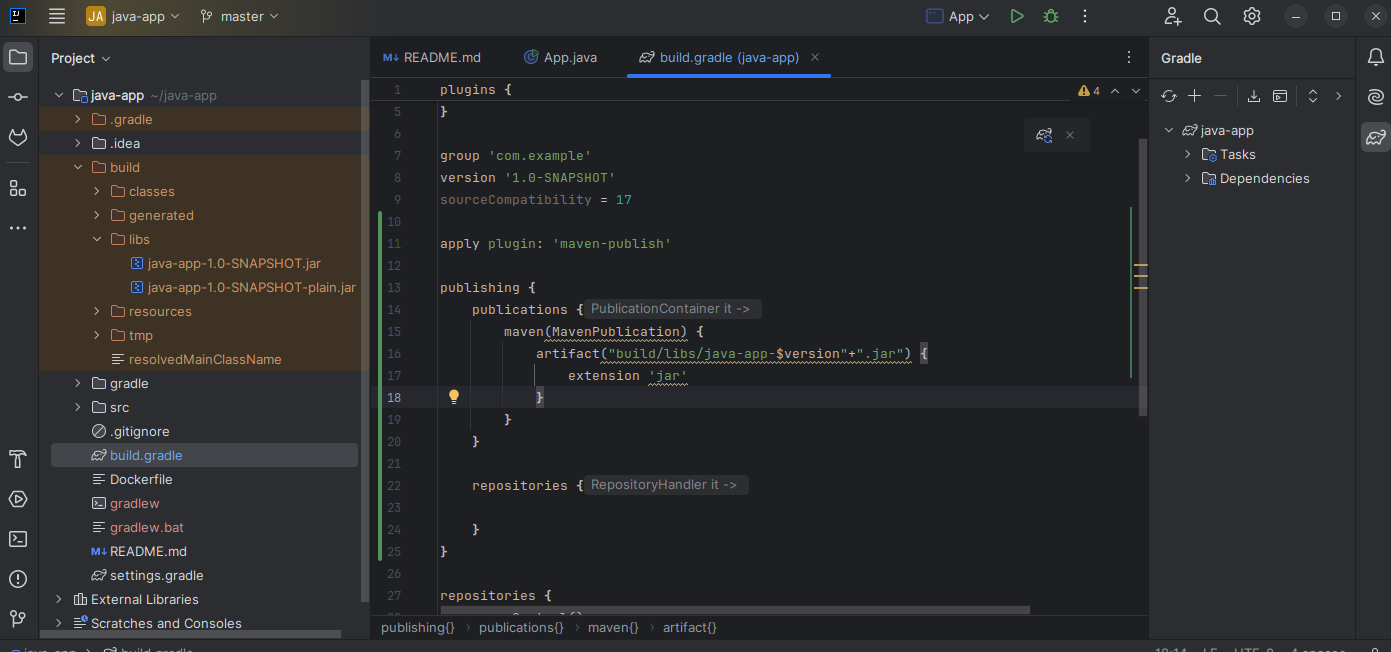 JA java-app master App
Project
java-app ~/java-app
.gradle
.idea
build
classes
generated
libs
java-app-1.0-SNAPSHOT.jar
java-app-1.0-SNAPSHOT-plain.jar
resources
tmp
resolvedMainClassName
gradle
src
.gitignore
build.gradle
Dockerfile
gradlew
gradlew.bat
M↓ README.md
settings.gradle
External Libraries
Scratches and Consoles
M↓ README.md App.java build.gradle (java-app)
1 plugins { 4
5 }
6
7 group 'com.example'
8 version '1.0-SNAPSHOT'
9 sourceCompatibility = 17
10
11 apply plugin: 'maven-publish'
12
13 publishing {
14 publications { PublicationContainer it ->
15 maven(MavenPublication) {
16 artifact("build/libs/java-app-$version"+".jar") {
17 extension 'jar'
18 }
19 }
20 }
21
22 repositories { RepositoryHandler it ->
23
24 }
25 }
26
27 repositories {
publishing{} › publications{} › maven{} › artifact{}
Gradle
java-app
Tasks
Dependencies